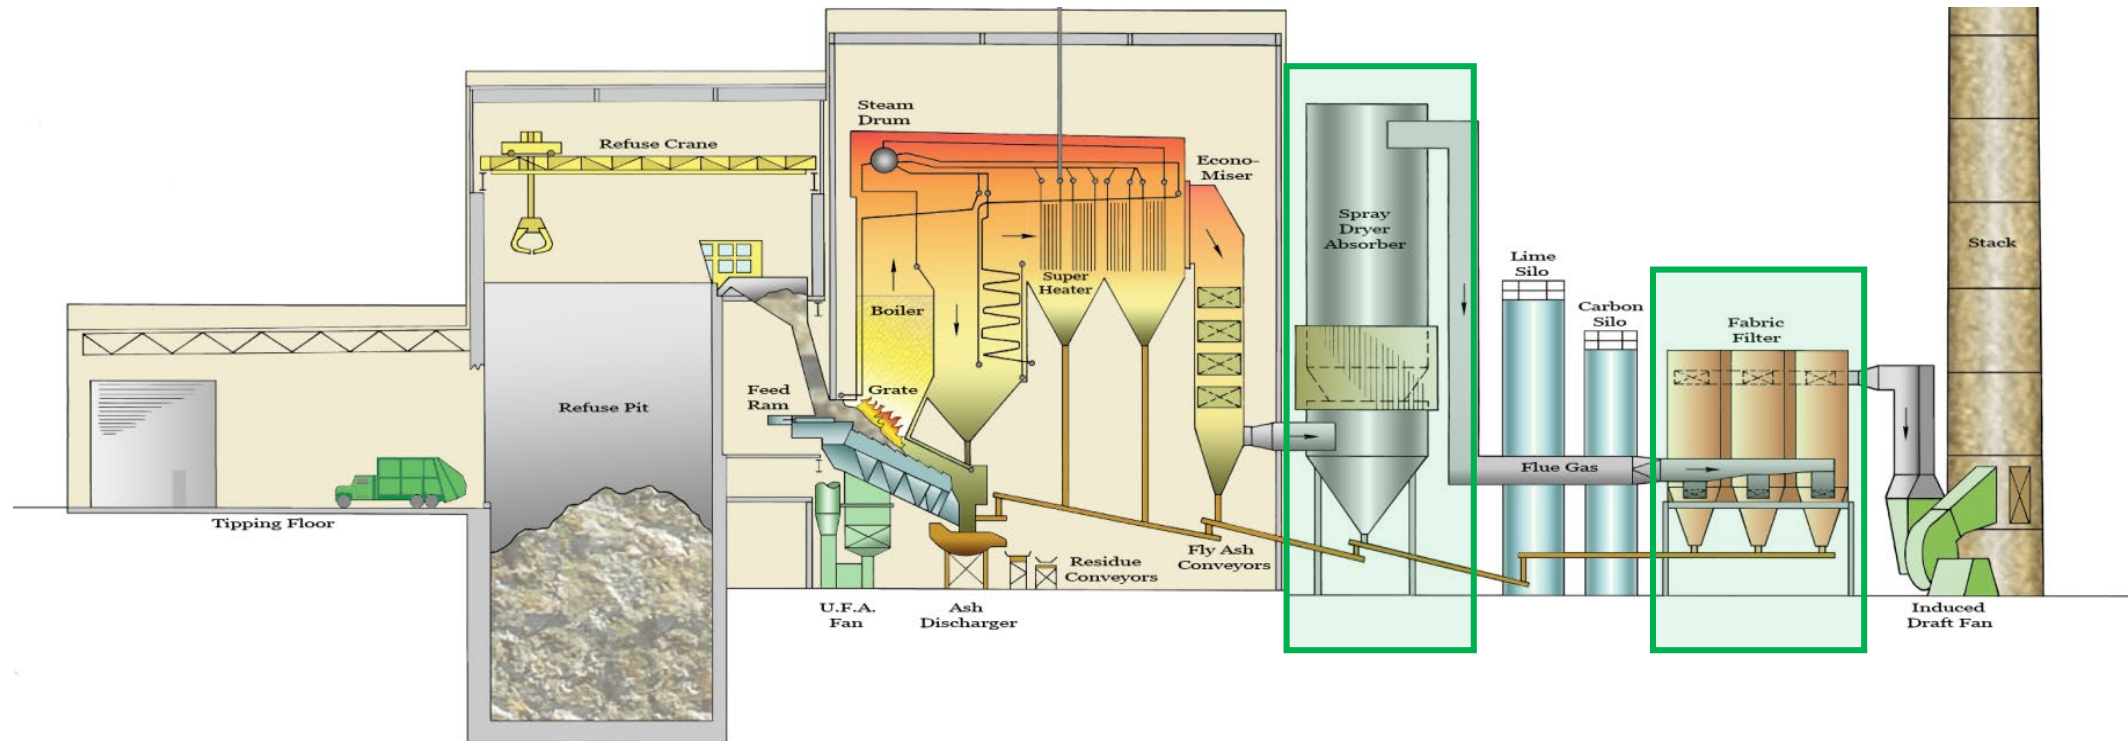 Steam
Drum
Refuse Crane
Econo-
Miser
Spray
Dryer
Absorber
Stack
Lime
Silo
Super
Heater
Boiler
Carbon
Silo
Fabric
Filter
Feed
Ram
Grate
Refuse Pit
Flue Gas
Tipping Floor
Fly Ash
Conveyors
Residue
Conveyors
U.F.A.
Fan
Ash
Discharger
Induced
Draft Fan